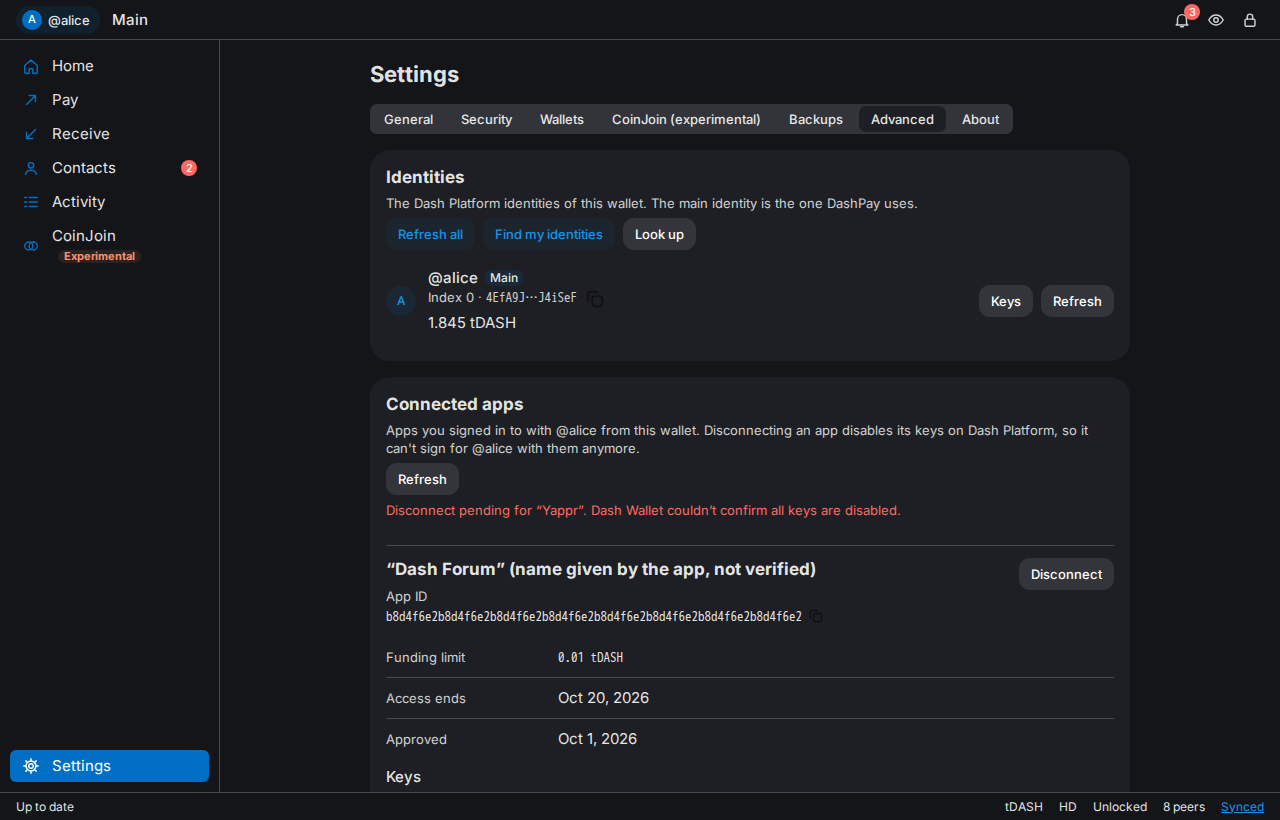 A @alice Main
3
Home
Pay
Receive
Contacts 2
Activity
CoinJoin
Experimental
Settings
Settings
General Security Wallets CoinJoin (experimental) Backups Advanced About
Identities
The Dash Platform identities of this wallet. The main identity is the one DashPay uses.
Refresh all Find my identities Look up
A
@alice Main
Index 0 · 4EfA9J···J4iSeF
1.845 tDASH
Keys Refresh
Connected apps
Apps you signed in to with @alice from this wallet. Disconnecting an app disables its keys on Dash Platform, so it
can't sign for @alice with them anymore.
Refresh
Disconnect pending for “Yappr”. Dash Wallet couldn’t confirm all keys are disabled.
“Dash Forum” (name given by the app, not verified)
Disconnect
App ID
b8d4f6e2b8d4f6e2b8d4f6e2b8d4f6e2b8d4f6e2b8d4f6e2b8d4f6e2b8d4f6e2
Funding limit 0.01 tDASH
Access ends Oct 20, 2026
Approved Oct 1, 2026
Keys
Up to date tDASH HD Unlocked 8 peers Synced